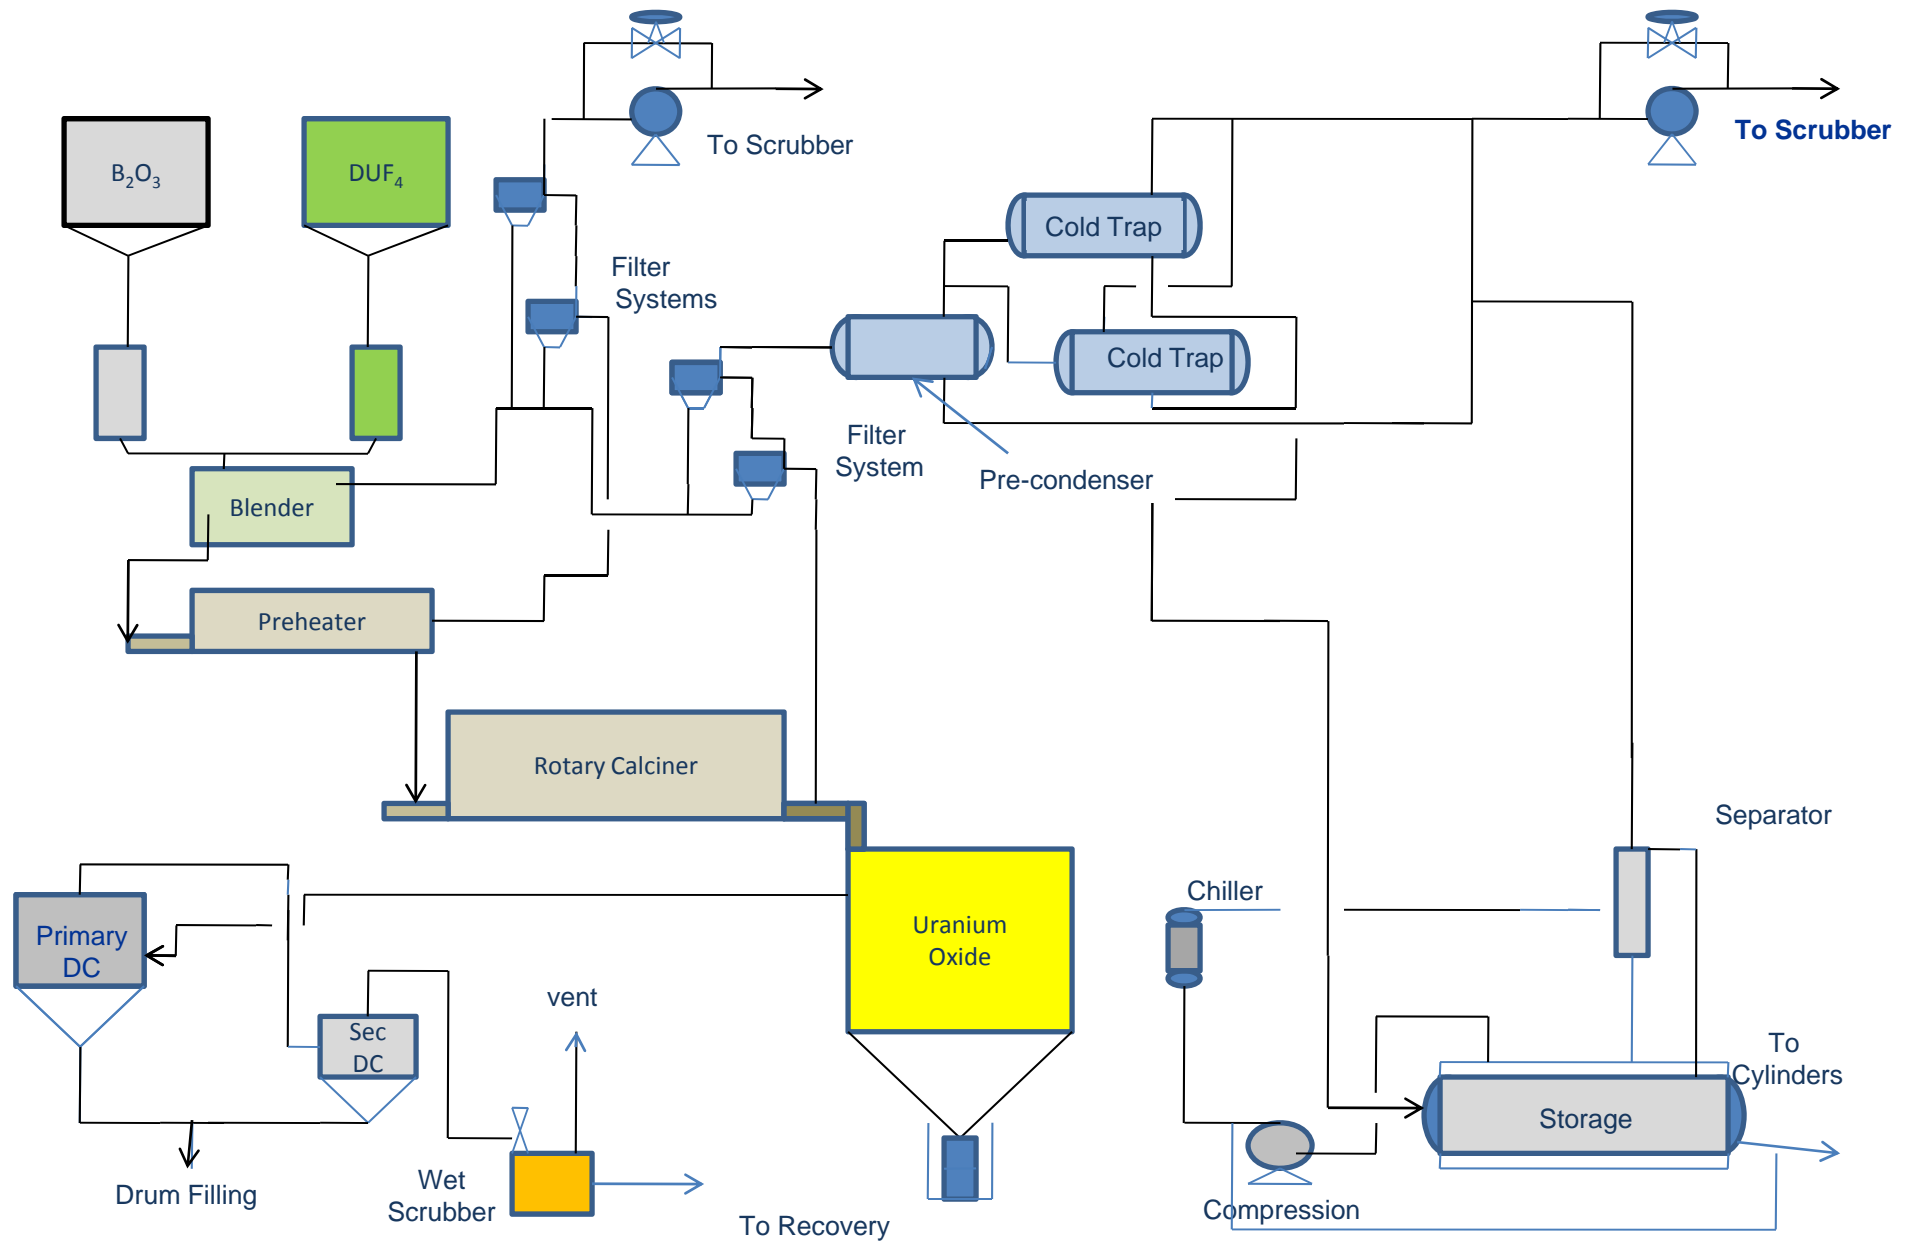 To Scrubber
To Scrubber
B₂O₃
DUF₄
Cold Trap
Filter
Systems
Cold Trap
Filter
System
Pre-condenser
Blender
Preheater
Rotary Calciner
Separator
Chiller
Primary
DC
Uranium
Oxide
vent
Sec
DC
To
Cylinders
Storage
Drum Filling
Wet
Scrubber
To Recovery
Compression